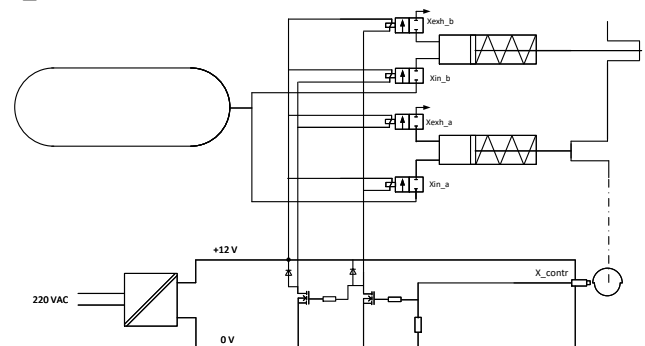 Xexh_b
Xin_b
Xexh_a
Xin_a
+12 V
X_contr
220 VAC
0 V